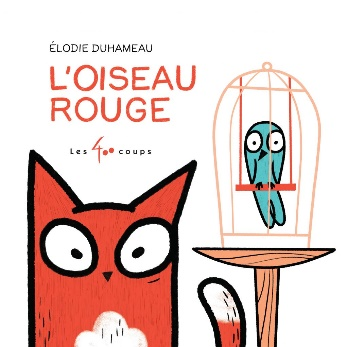 ÉLODIE DUHAMEAU
L'OISEAU
ROUGE
Les 400 coups